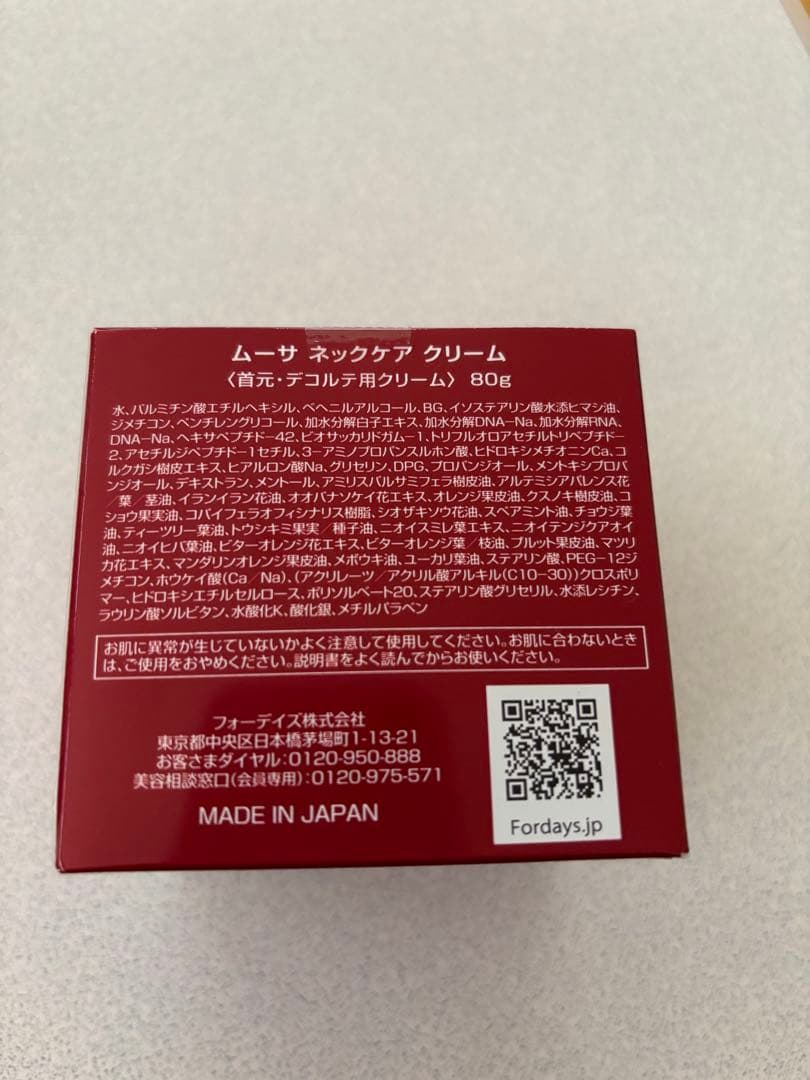 ムーサ ネックケア クリーム
〈首元・デコルテ用クリーム〉 80g
水、パルミチン酸エチルヘキシル、ベヘニルアルコール、BG、イソステアリン酸水添ヒマシ油、
ジメチコン、ペンチレングリコール、加水分解白子エキス、加水分解DNA-Na、加水分解RNA、
DNA-Na、ヘキサペプチド-42、ビオサッカリドガム-1、トリフルオロアセチルトリペプチド-
2、アセチルジペプチド-1セチル、3-アミノプロパンスルホン酸、ヒドロキシメチオニンCa、コ
ルクガシ樹皮エキス、ヒアルロン酸Na、グリセリン、DPG、プロパンジオール、メントキシプロパ
ンジオール、デキストラン、メントール、アミリスバルサミフェラ樹皮油、アルテミシアパレンス花
／葉／茎油、イランイラン花油、オオバナソケイ花エキス、オレンジ果皮油、クスノキ樹皮油、コ
ショウ果実油、コパイフェラオフィシナリス樹脂、シオザキソウ花油、スペアミント油、チョウジ葉
油、ティーツリー葉油、トウシキミ果実／種子油、ニオイスミレ葉エキス、ニオイテンジクアオイ
油、ニオイヒバ葉油、ビターオレンジ花エキス、ビターオレンジ葉／枝油、プルット果皮油、マツリ
カ花エキス、マンダリンオレンジ果皮油、メボウキ油、ユーカリ葉油、ステアリン酸、PEG-12ジ
メチコン、ホウケイ酸(Ca／Na)、(アクリレーツ／アクリル酸アルキル(C10-30))クロスポリ
マー、ヒドロキシエチルセルロース、ポリソルベート20、ステアリン酸グリセリル、水添レシチン、
ラウリン酸ソルビタン、水酸化K、酸化銀、メチルパラベン
お肌に異常が生じていないかよく注意して使用してください。お肌に合わないとき
は、ご使用をおやめください。説明書をよく読んでからお使いください。
フォーデイズ株式会社
東京都中央区日本橋茅場町1-13-21
お客さまダイヤル:0120-950-888
美容相談窓口(会員専用):0120-975-571
MADE IN JAPAN
Fordays.jp